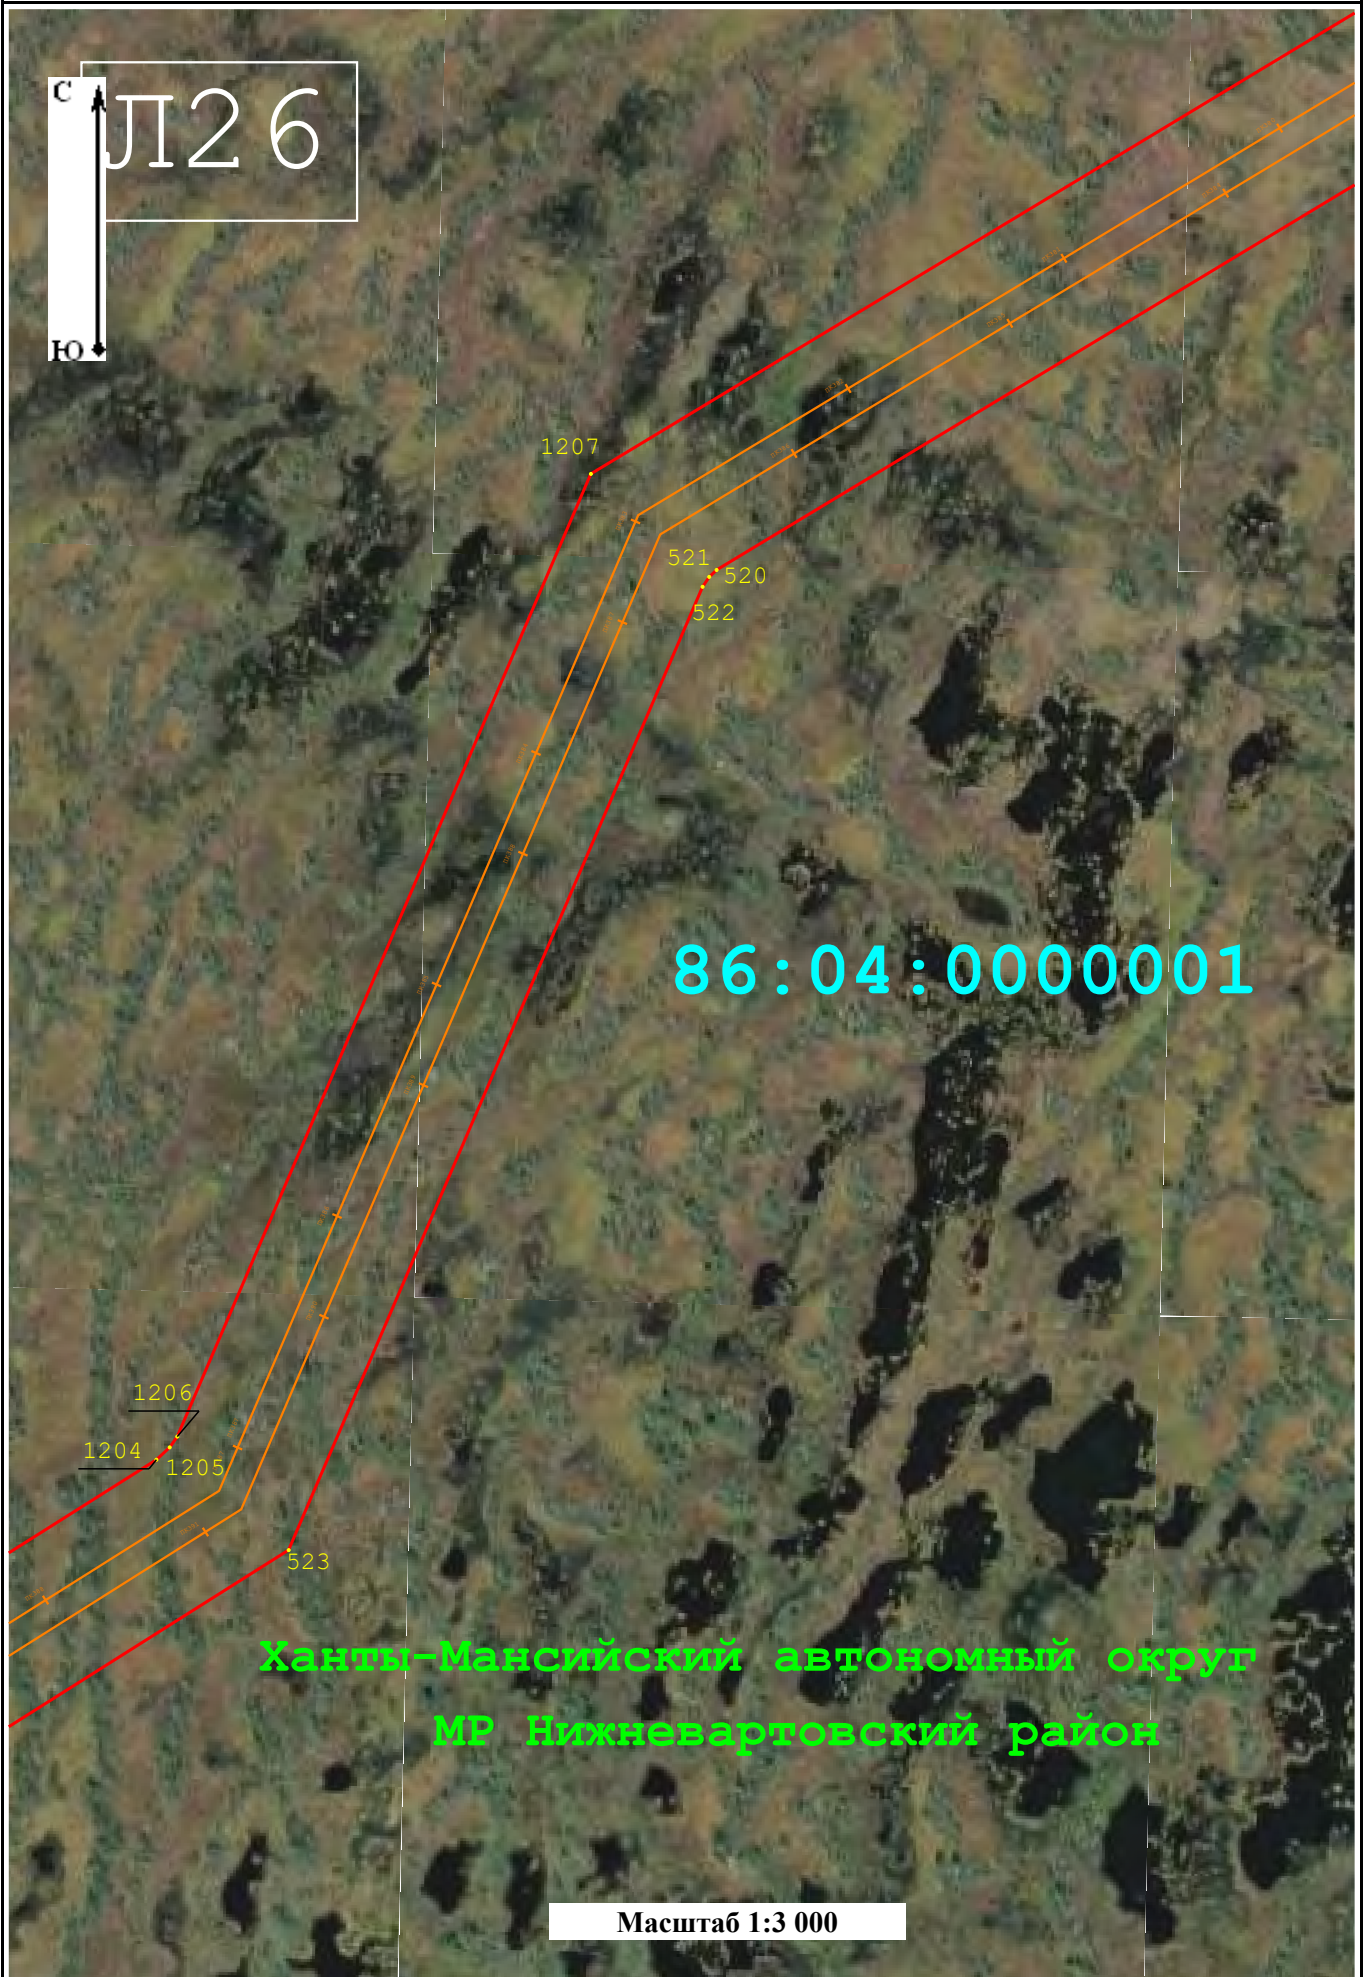 С
Л26
Ю
1207
521
520
522
86:04:0000001
1206
1204
1205
523
Ханты-Мансийский автономный округ
МР Нижневартовский район
Масштаб 1:3 000